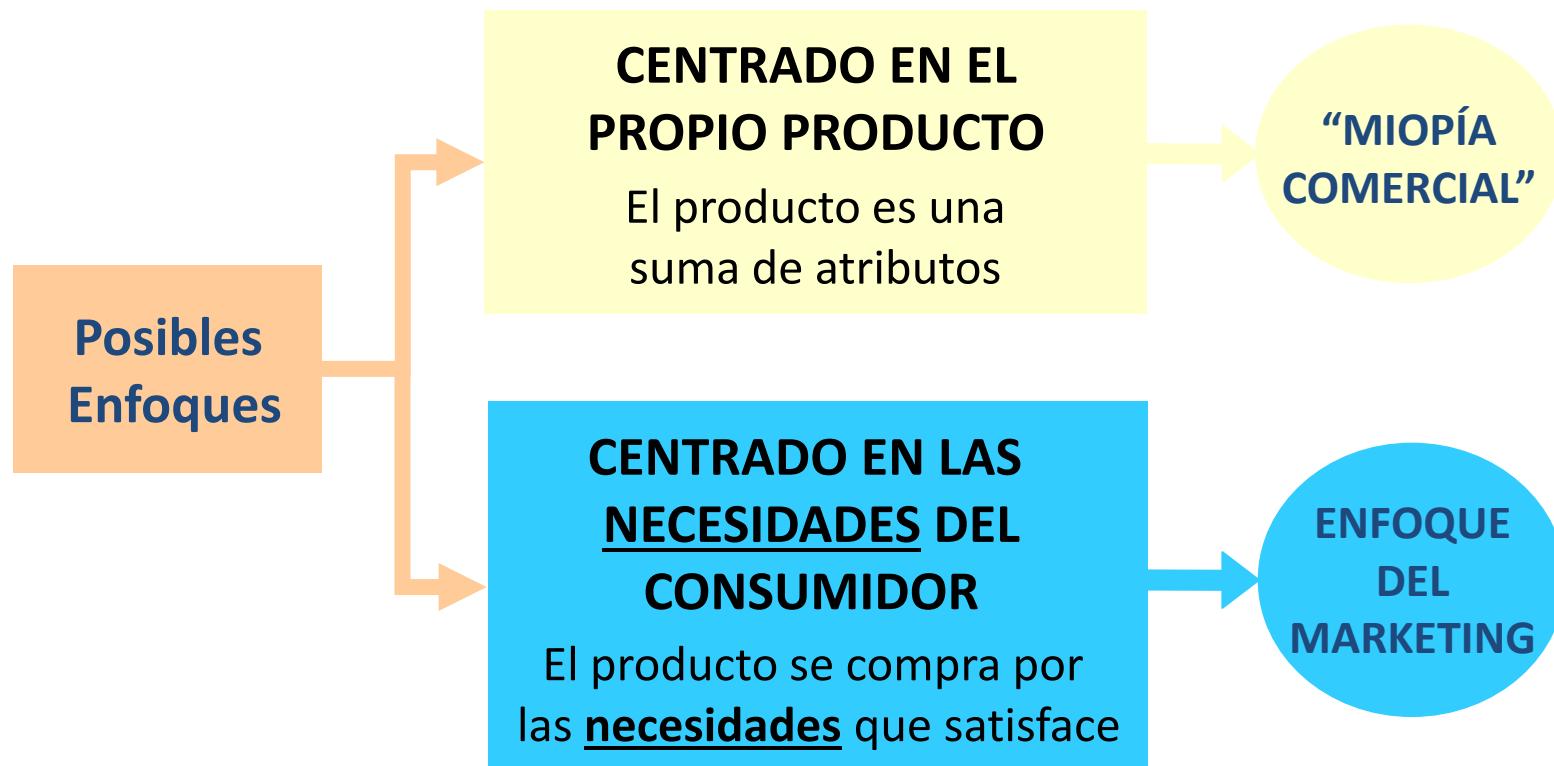 Posibles
Enfoques
CENTRADO EN EL
PROPIO PRODUCTO
El producto es una
suma de atributos
“MIOPÍA
COMERCIAL”
CENTRADO EN LAS
NECESIDADES DEL
CONSUMIDOR
El producto se compra por
las necesidades que satisface
ENFOQUE
DEL
MARKETING